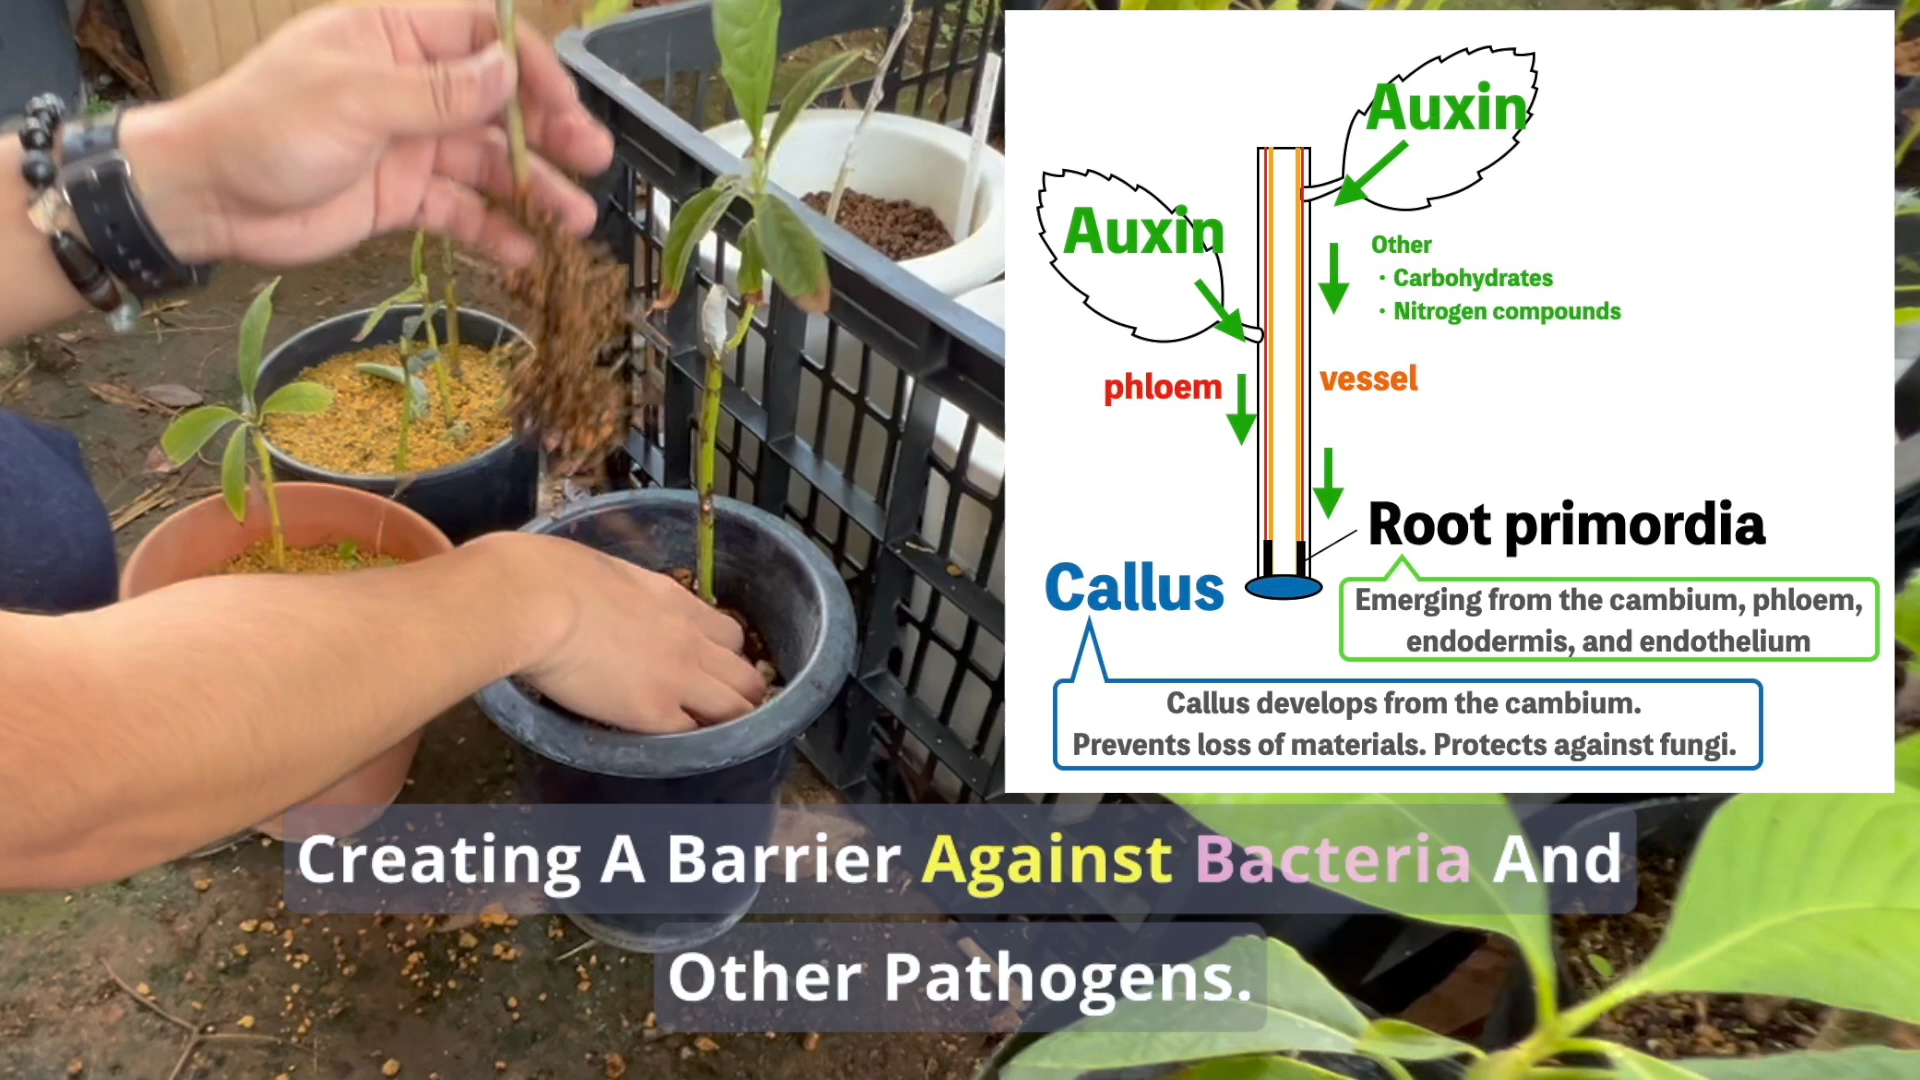 Auxin
Auxin
Other
・Carbohydrates
・Nitrogen compounds
phloem
vessel
Root primordia
Callus
Emerging from the cambium, phloem,
endodermis, and endothelium
Callus develops from the cambium.
Prevents loss of materials. Protects against fungi.
Creating A Barrier Against Bacteria And
Other Pathogens.